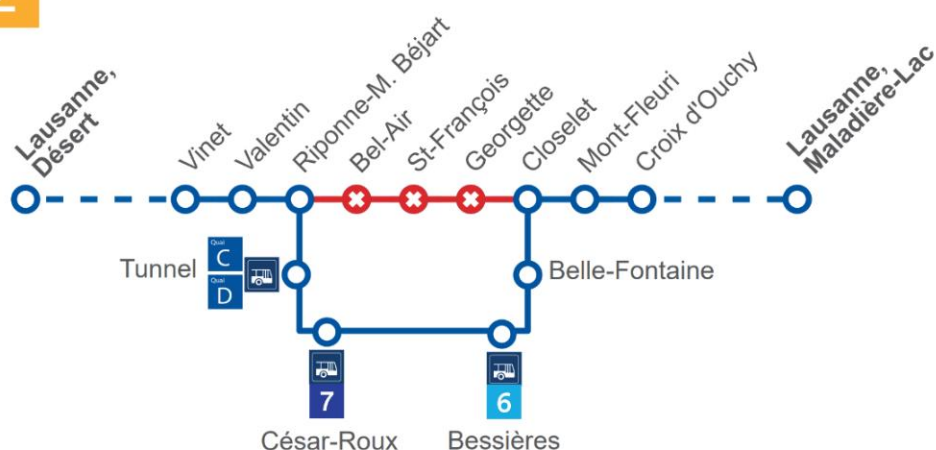 Lausanne,
Désert
Vinet
Valentin
Riponne-M. Béjart
Bel-Air
St-François
Georgette
Closelet
Mont-Fleuri
Croix d'Ouchy
Lausanne,
Maladière-Lac
Tunnel
Quai
C
Quai
D
Belle-Fontaine
7
6
César-Roux
Bessières